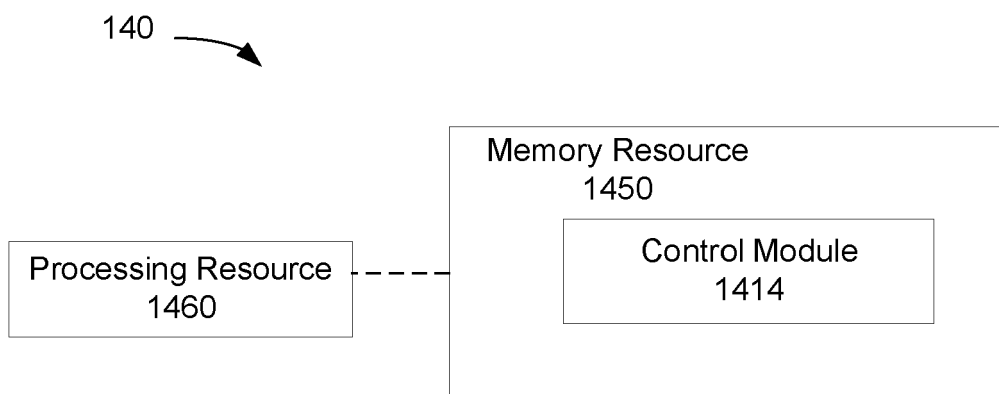 140
Memory Resource
1450
Control Module
1414
Processing Resource
1460